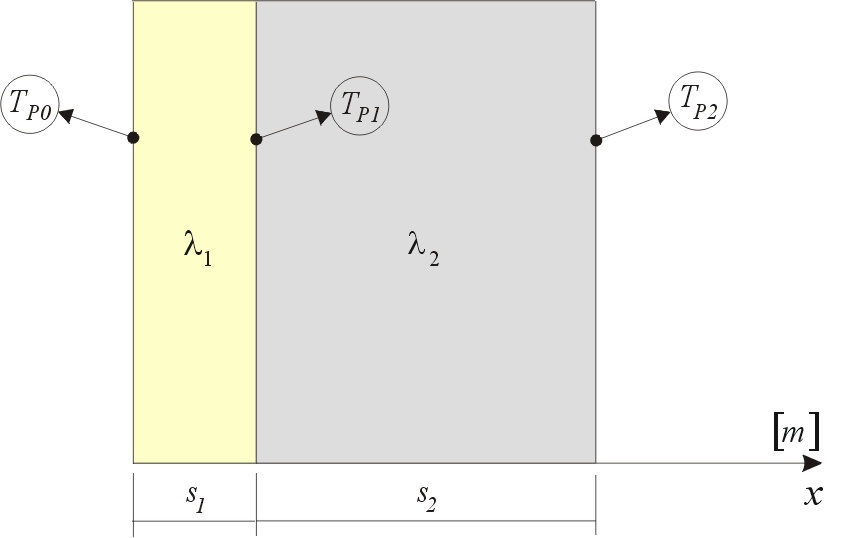 T_P0
T_P1
T_P2
λ_1
λ_2
[m]
s_1
s_2
x